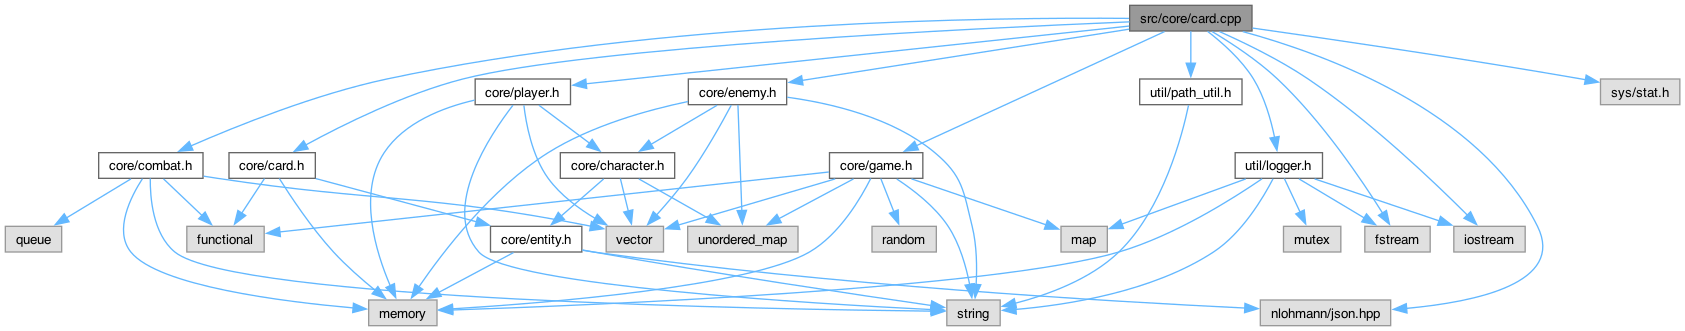 src/core/card.cpp
core/player.h
core/enemy.h
util/path_util.h
sys/stat.h
core/combat.h
core/card.h
core/character.h
core/game.h
util/logger.h
queue
functional
core/entity.h
vector
unordered_map
random
map
mutex
fstream
iostream
memory
string
nlohmann/json.hpp